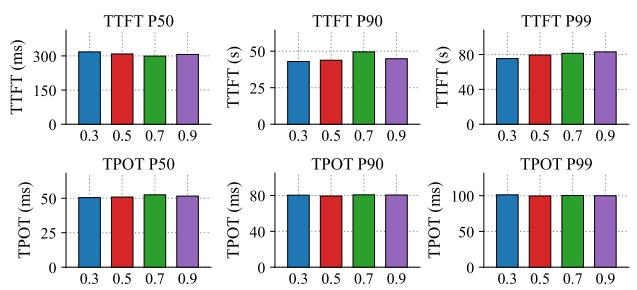 TTFT P50
TTFT (ms)
300
150
0
0.3 0.5 0.7 0.9
TTFT P90
TTFT (s)
50
25
0
0.3 0.5 0.7 0.9
TTFT P99
TTFT (s)
80
40
0
0.3 0.5 0.7 0.9
TPOT P50
TPOT (ms)
50
25
0
0.3 0.5 0.7 0.9
TPOT P90
TPOT (ms)
80
40
0
0.3 0.5 0.7 0.9
TPOT P99
TPOT (ms)
100
50
0
0.3 0.5 0.7 0.9